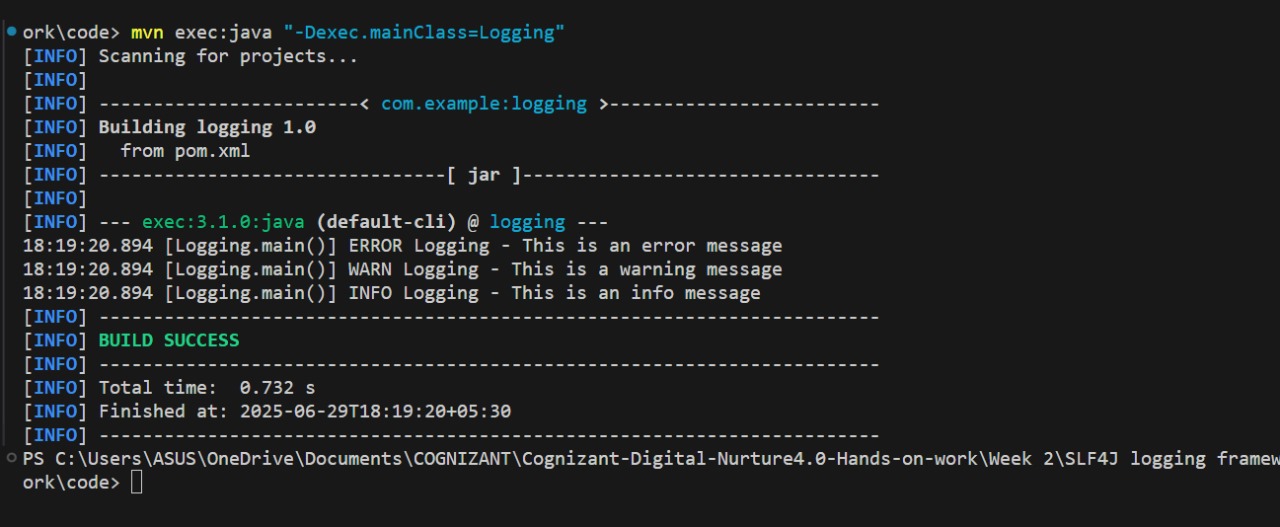 ork\code> mvn exec:java "-Dexec.mainClass=Logging"
[INFO] Scanning for projects...
[INFO]
[INFO] ------------------------< com.example:logging >-------------------------
[INFO] Building logging 1.0
[INFO]   from pom.xml
[INFO] --------------------------------[ jar ]---------------------------------
[INFO]
[INFO] --- exec:3.1.0:java (default-cli) @ logging ---
18:19:20.894 [Logging.main()] ERROR Logging - This is an error message
18:19:20.894 [Logging.main()] WARN Logging - This is a warning message
18:19:20.894 [Logging.main()] INFO Logging - This is an info message
[INFO] ------------------------------------------------------------------------
[INFO] BUILD SUCCESS
[INFO] ------------------------------------------------------------------------
[INFO] Total time:  0.732 s
[INFO] Finished at: 2025-06-29T18:19:20+05:30
[INFO] ------------------------------------------------------------------------
PS C:\Users\ASUS\OneDrive\Documents\COGNIZANT\Cognizant-Digital-Nurture4.0-Hands-on-work\Week 2\SLF4J logging framew
ork\code>